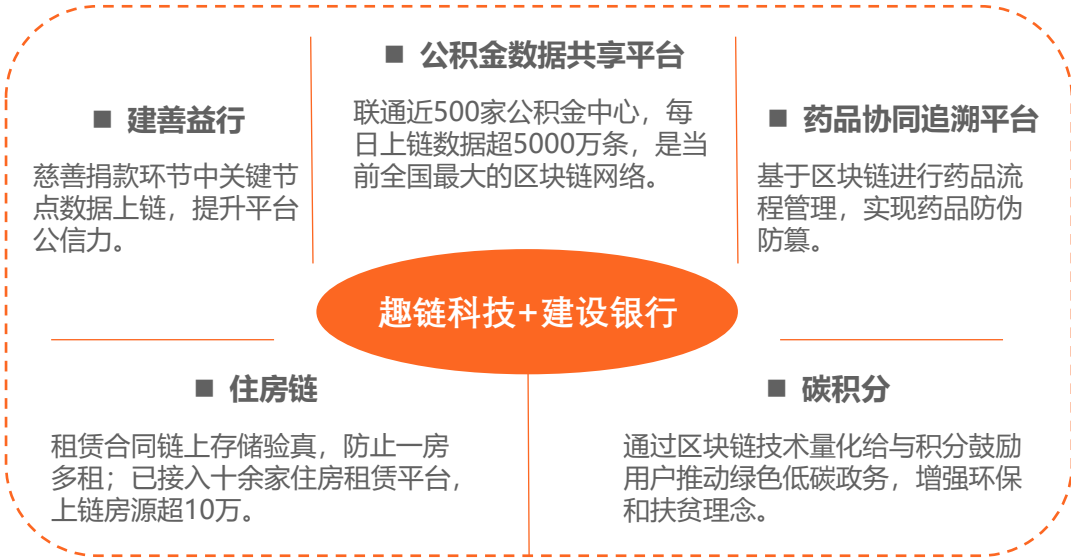 ■ 建善益行
慈善捐款环节中关键节
点数据上链，提升平台
公信力。
■ 公积金数据共享平台
联通近500家公积金中心，每
日上链数据超5000万条，是当
前全国最大的区块链网络。
■ 药品协同追溯平台
基于区块链进行药品流
程管理，实现药品防伪
防篡。
趣链科技+建设银行
■ 住房链
租赁合同链上存储验真，防止一房
多租；已接入十余家住房租赁平台，
上链房源超10万。
■ 碳积分
通过区块链技术量化给与积分鼓励
用户推动绿色低碳政务，增强环保
和扶贫理念。